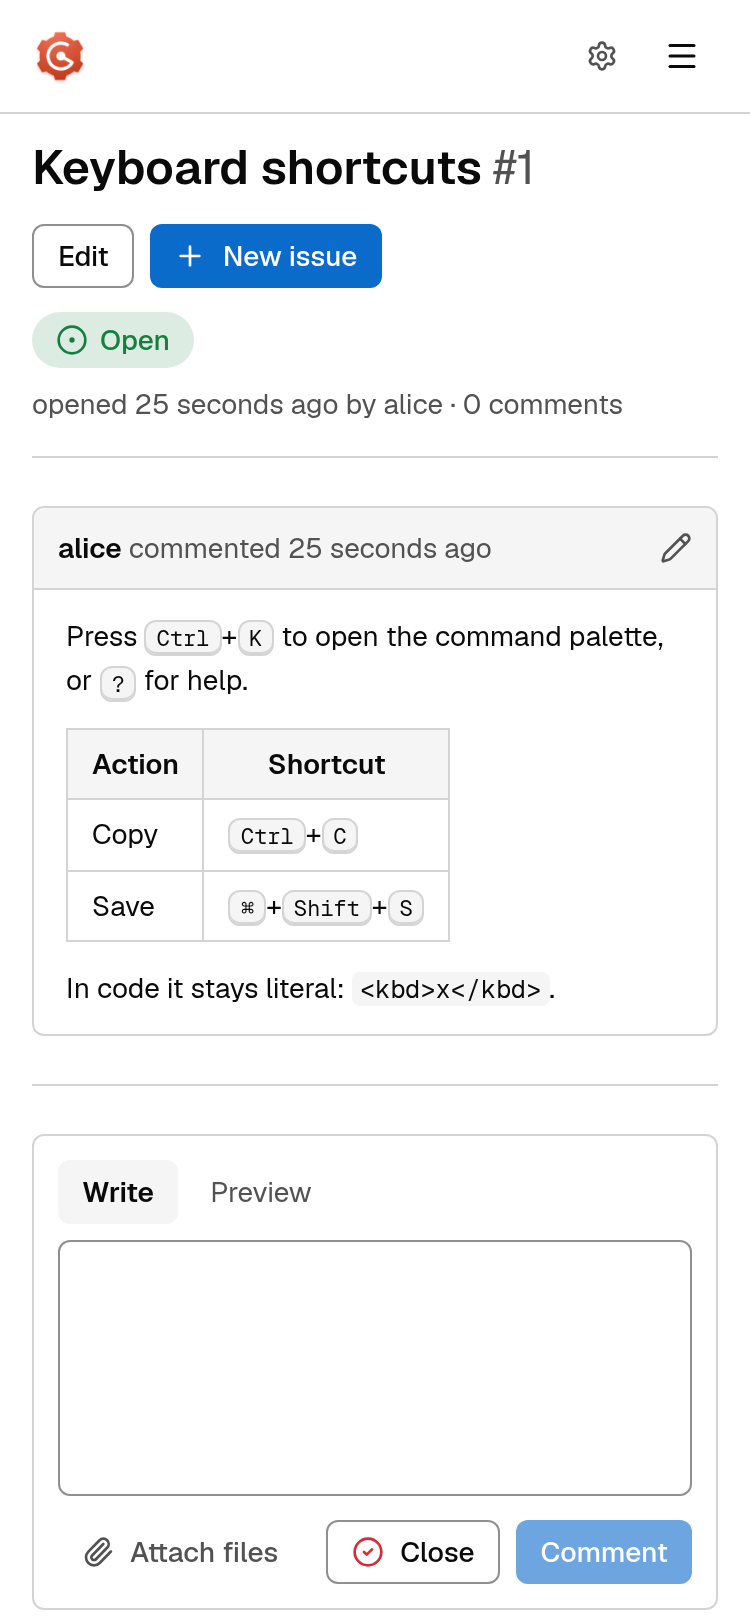 Keyboard shortcuts #1
Edit
New issue
Open
opened 25 seconds ago by alice · 0 comments
alice commented 25 seconds ago
Press Ctrl+K to open the command palette,
or ? for help.
Action Shortcut
Copy Ctrl+C
Save ⌘+Shift+S
In code it stays literal: <kbd>x</kbd>.
Write Preview
Attach files Close Comment